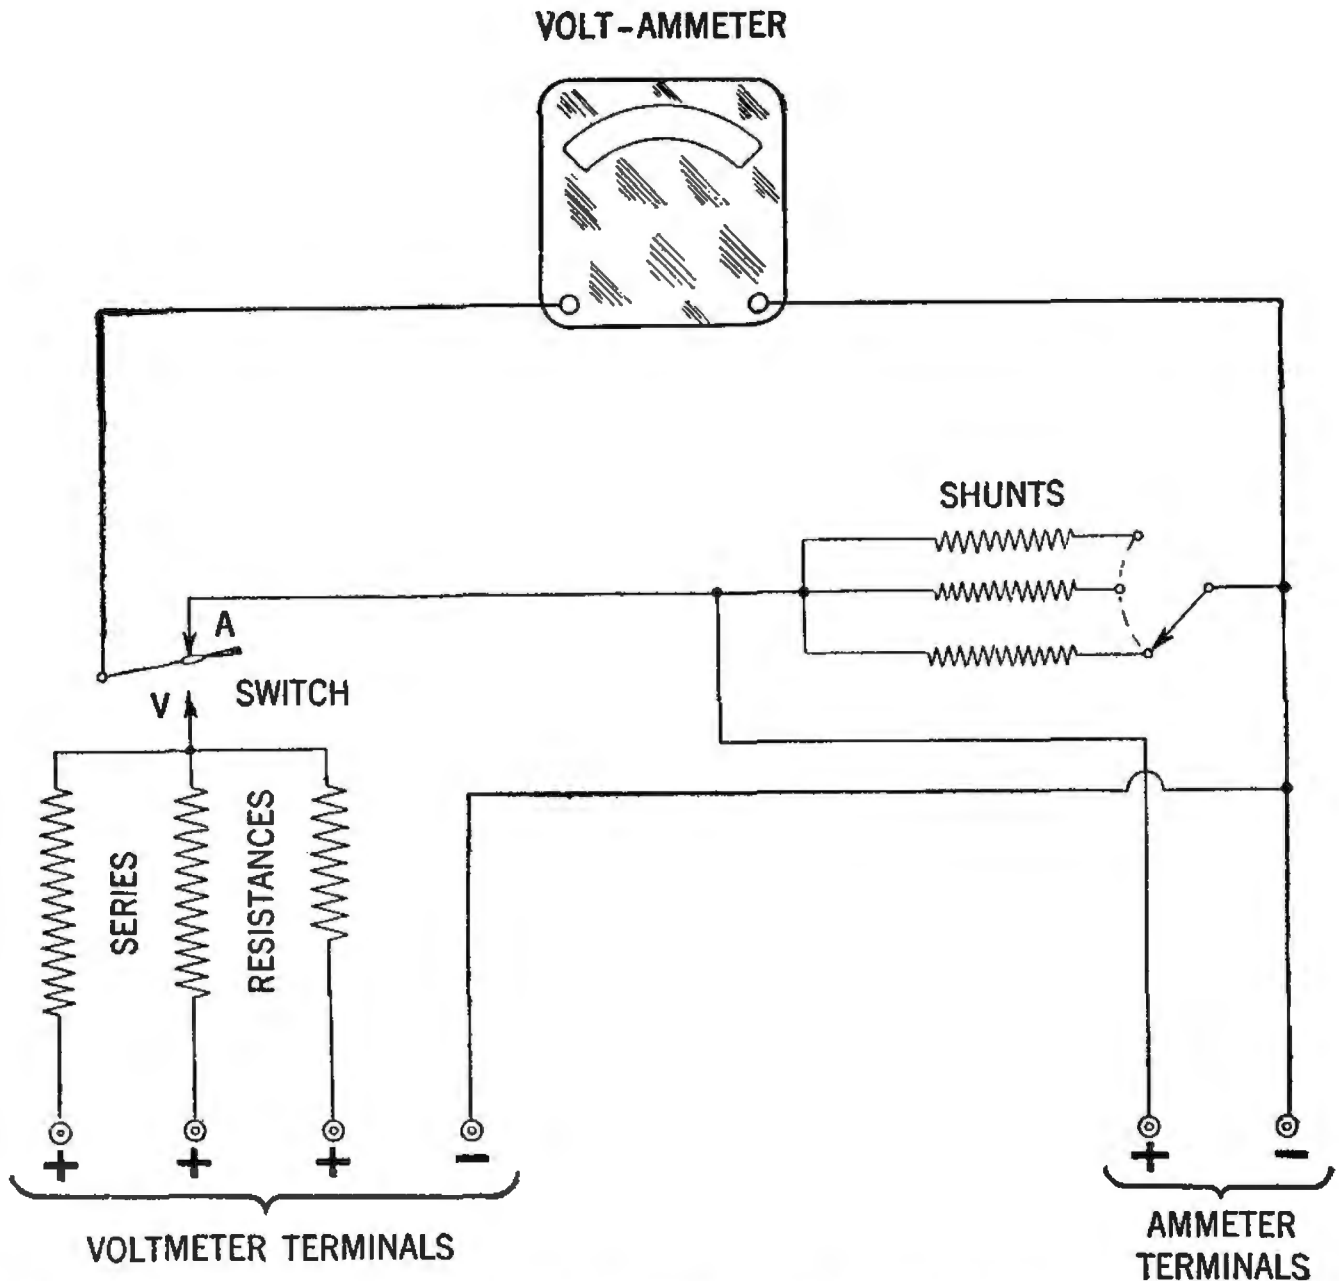 VOLT-AMMETER
SHUNTS
A
V
SWITCH
SERIES
RESISTANCES
+ + + -
+ -
VOLTMETER TERMINALS
AMMETER
TERMINALS